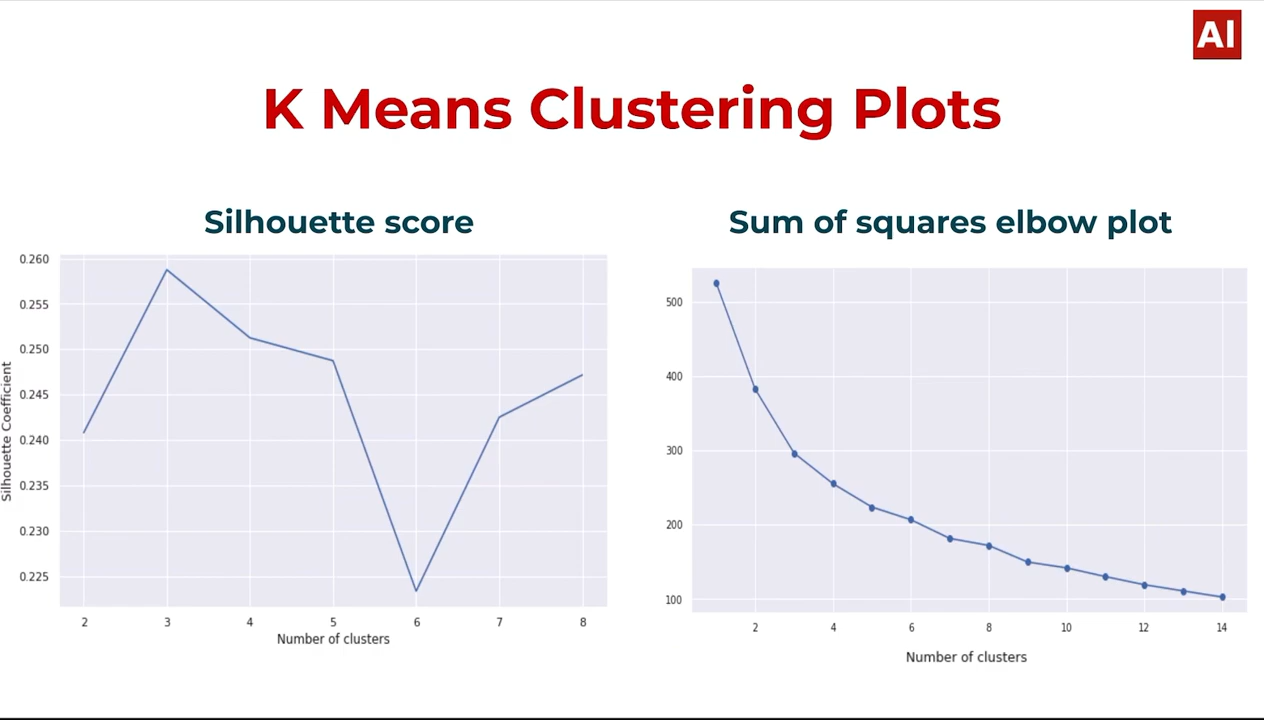 AI
K Means Clustering Plots
Silhouette score
0.260
0.255
0.250
0.245
0.240
0.235
0.230
0.225
Silhouette Coefficient
2 3 4 5 6 7 8
Number of clusters
Sum of squares elbow plot
500
400
300
200
100
2 4 6 8 10 12 14
Number of clusters